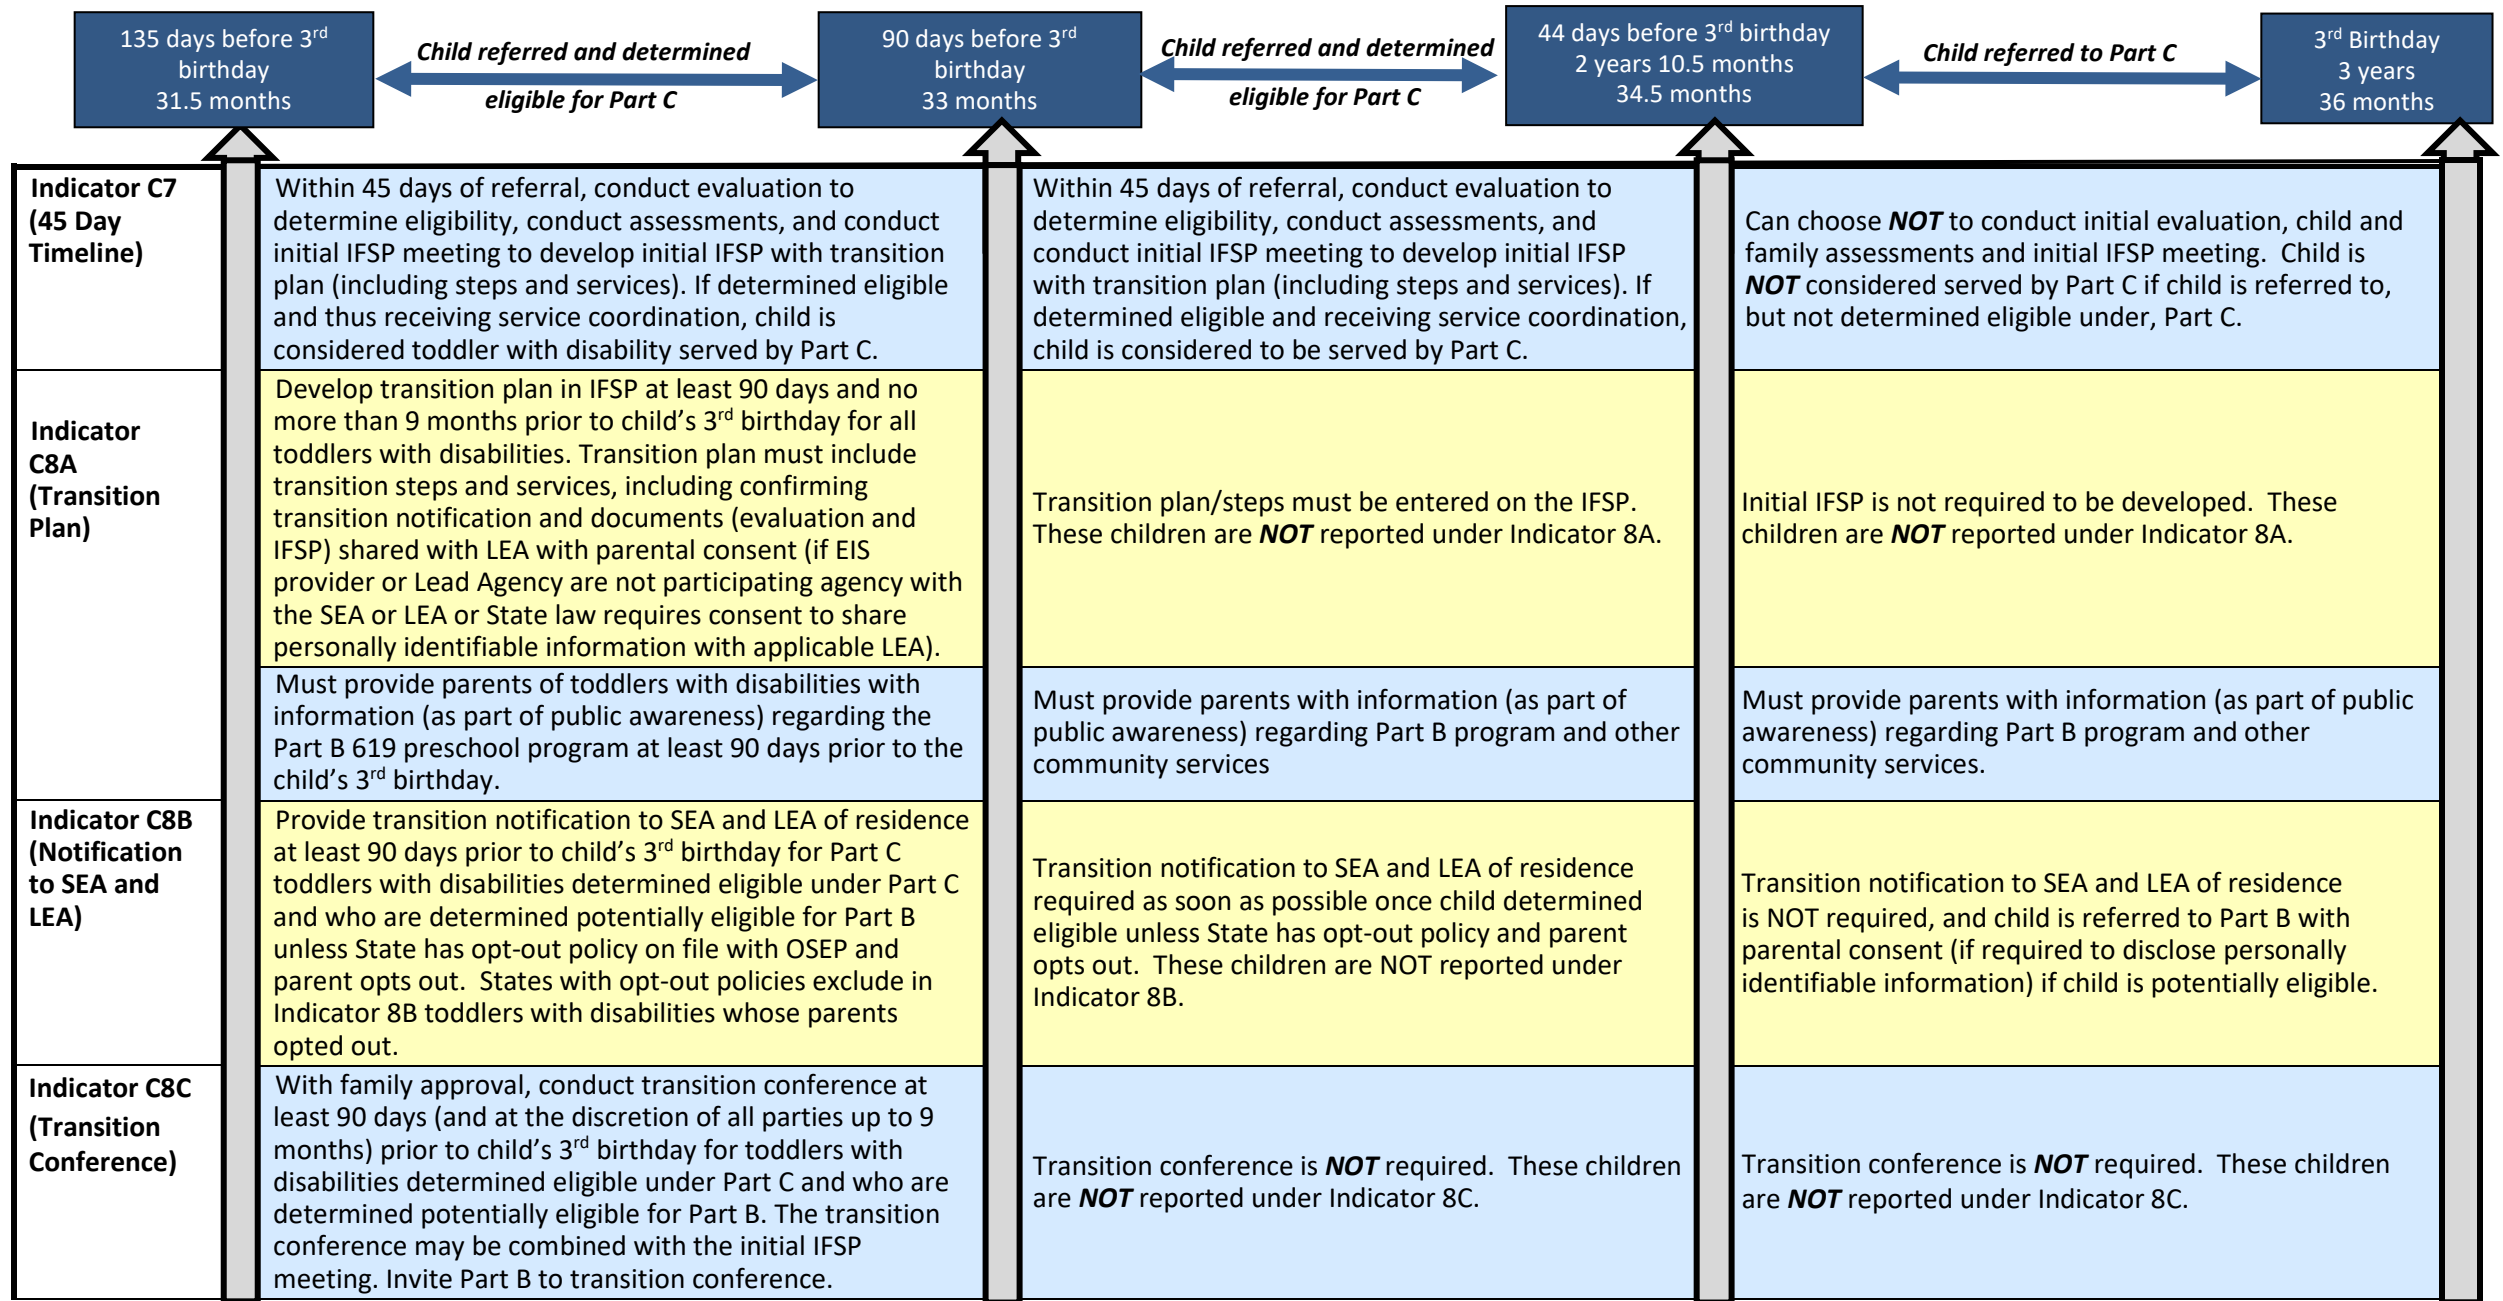 135 days before 3rd
birthday
31.5 months
Child referred and determined
eligible for Part C
90 days before 3rd
birthday
33 months
Child referred and determined
eligible for Part C
44 days before 3rd birthday
2 years 10.5 months
34.5 months
Child referred to Part C
3rd Birthday
3 years
36 months
Indicator C7
(45 Day
Timeline)
Within 45 days of referral, conduct evaluation to
determine eligibility, conduct assessments, and conduct
initial IFSP meeting to develop initial IFSP with transition
plan (including steps and services). If determined eligible
and thus receiving service coordination, child is
considered toddler with disability served by Part C.
Within 45 days of referral, conduct evaluation to
determine eligibility, conduct assessments, and
conduct initial IFSP meeting to develop initial IFSP
with transition plan (including steps and services). If
determined eligible and receiving service coordination,
child is considered to be served by Part C.
Can choose NOT to conduct initial evaluation, child and
family assessments and initial IFSP meeting. Child is
NOT considered served by Part C if child is referred to,
but not determined eligible under, Part C.
Indicator
C8A
(Transition
Plan)
Develop transition plan in IFSP at least 90 days and no
more than 9 months prior to child’s 3rd birthday for all
toddlers with disabilities. Transition plan must include
transition steps and services, including confirming
transition notification and documents (evaluation and
IFSP) shared with LEA with parental consent (if EIS
provider or Lead Agency are not participating agency with
the SEA or LEA or State law requires consent to share
personally identifiable information with applicable LEA).
Transition plan/steps must be entered on the IFSP.
These children are NOT reported under Indicator 8A.
Initial IFSP is not required to be developed. These
children are NOT reported under Indicator 8A.
Must provide parents of toddlers with disabilities with
information (as part of public awareness) regarding the
Part B 619 preschool program at least 90 days prior to the
child’s 3rd birthday.
Must provide parents with information (as part of
public awareness) regarding Part B program and other
community services
Must provide parents with information (as part of public
awareness) regarding Part B program and other
community services.
Indicator C8B
(Notification
to SEA and
LEA)
Provide transition notification to SEA and LEA of residence
at least 90 days prior to child’s 3rd birthday for Part C
toddlers with disabilities determined eligible under Part C
and who are determined potentially eligible for Part B
unless State has opt-out policy on file with OSEP and
parent opts out. States with opt-out policies exclude in
Indicator 8B toddlers with disabilities whose parents
opted out.
Transition notification to SEA and LEA of residence
required as soon as possible once child determined
eligible unless State has opt-out policy and parent
opts out. These children are NOT reported under
Indicator 8B.
Transition notification to SEA and LEA of residence
is NOT required, and child is referred to Part B with
parental consent (if required to disclose personally
identifiable information) if child is potentially eligible.
Indicator C8C
(Transition
Conference)
With family approval, conduct transition conference at
least 90 days (and at the discretion of all parties up to 9
months) prior to child’s 3rd birthday for toddlers with
disabilities determined eligible under Part C and who are
determined potentially eligible for Part B. The transition
conference may be combined with the initial IFSP
meeting. Invite Part B to transition conference.
Transition conference is NOT required. These children
are NOT reported under Indicator 8C.
Transition conference is NOT required. These children
are NOT reported under Indicator 8C.